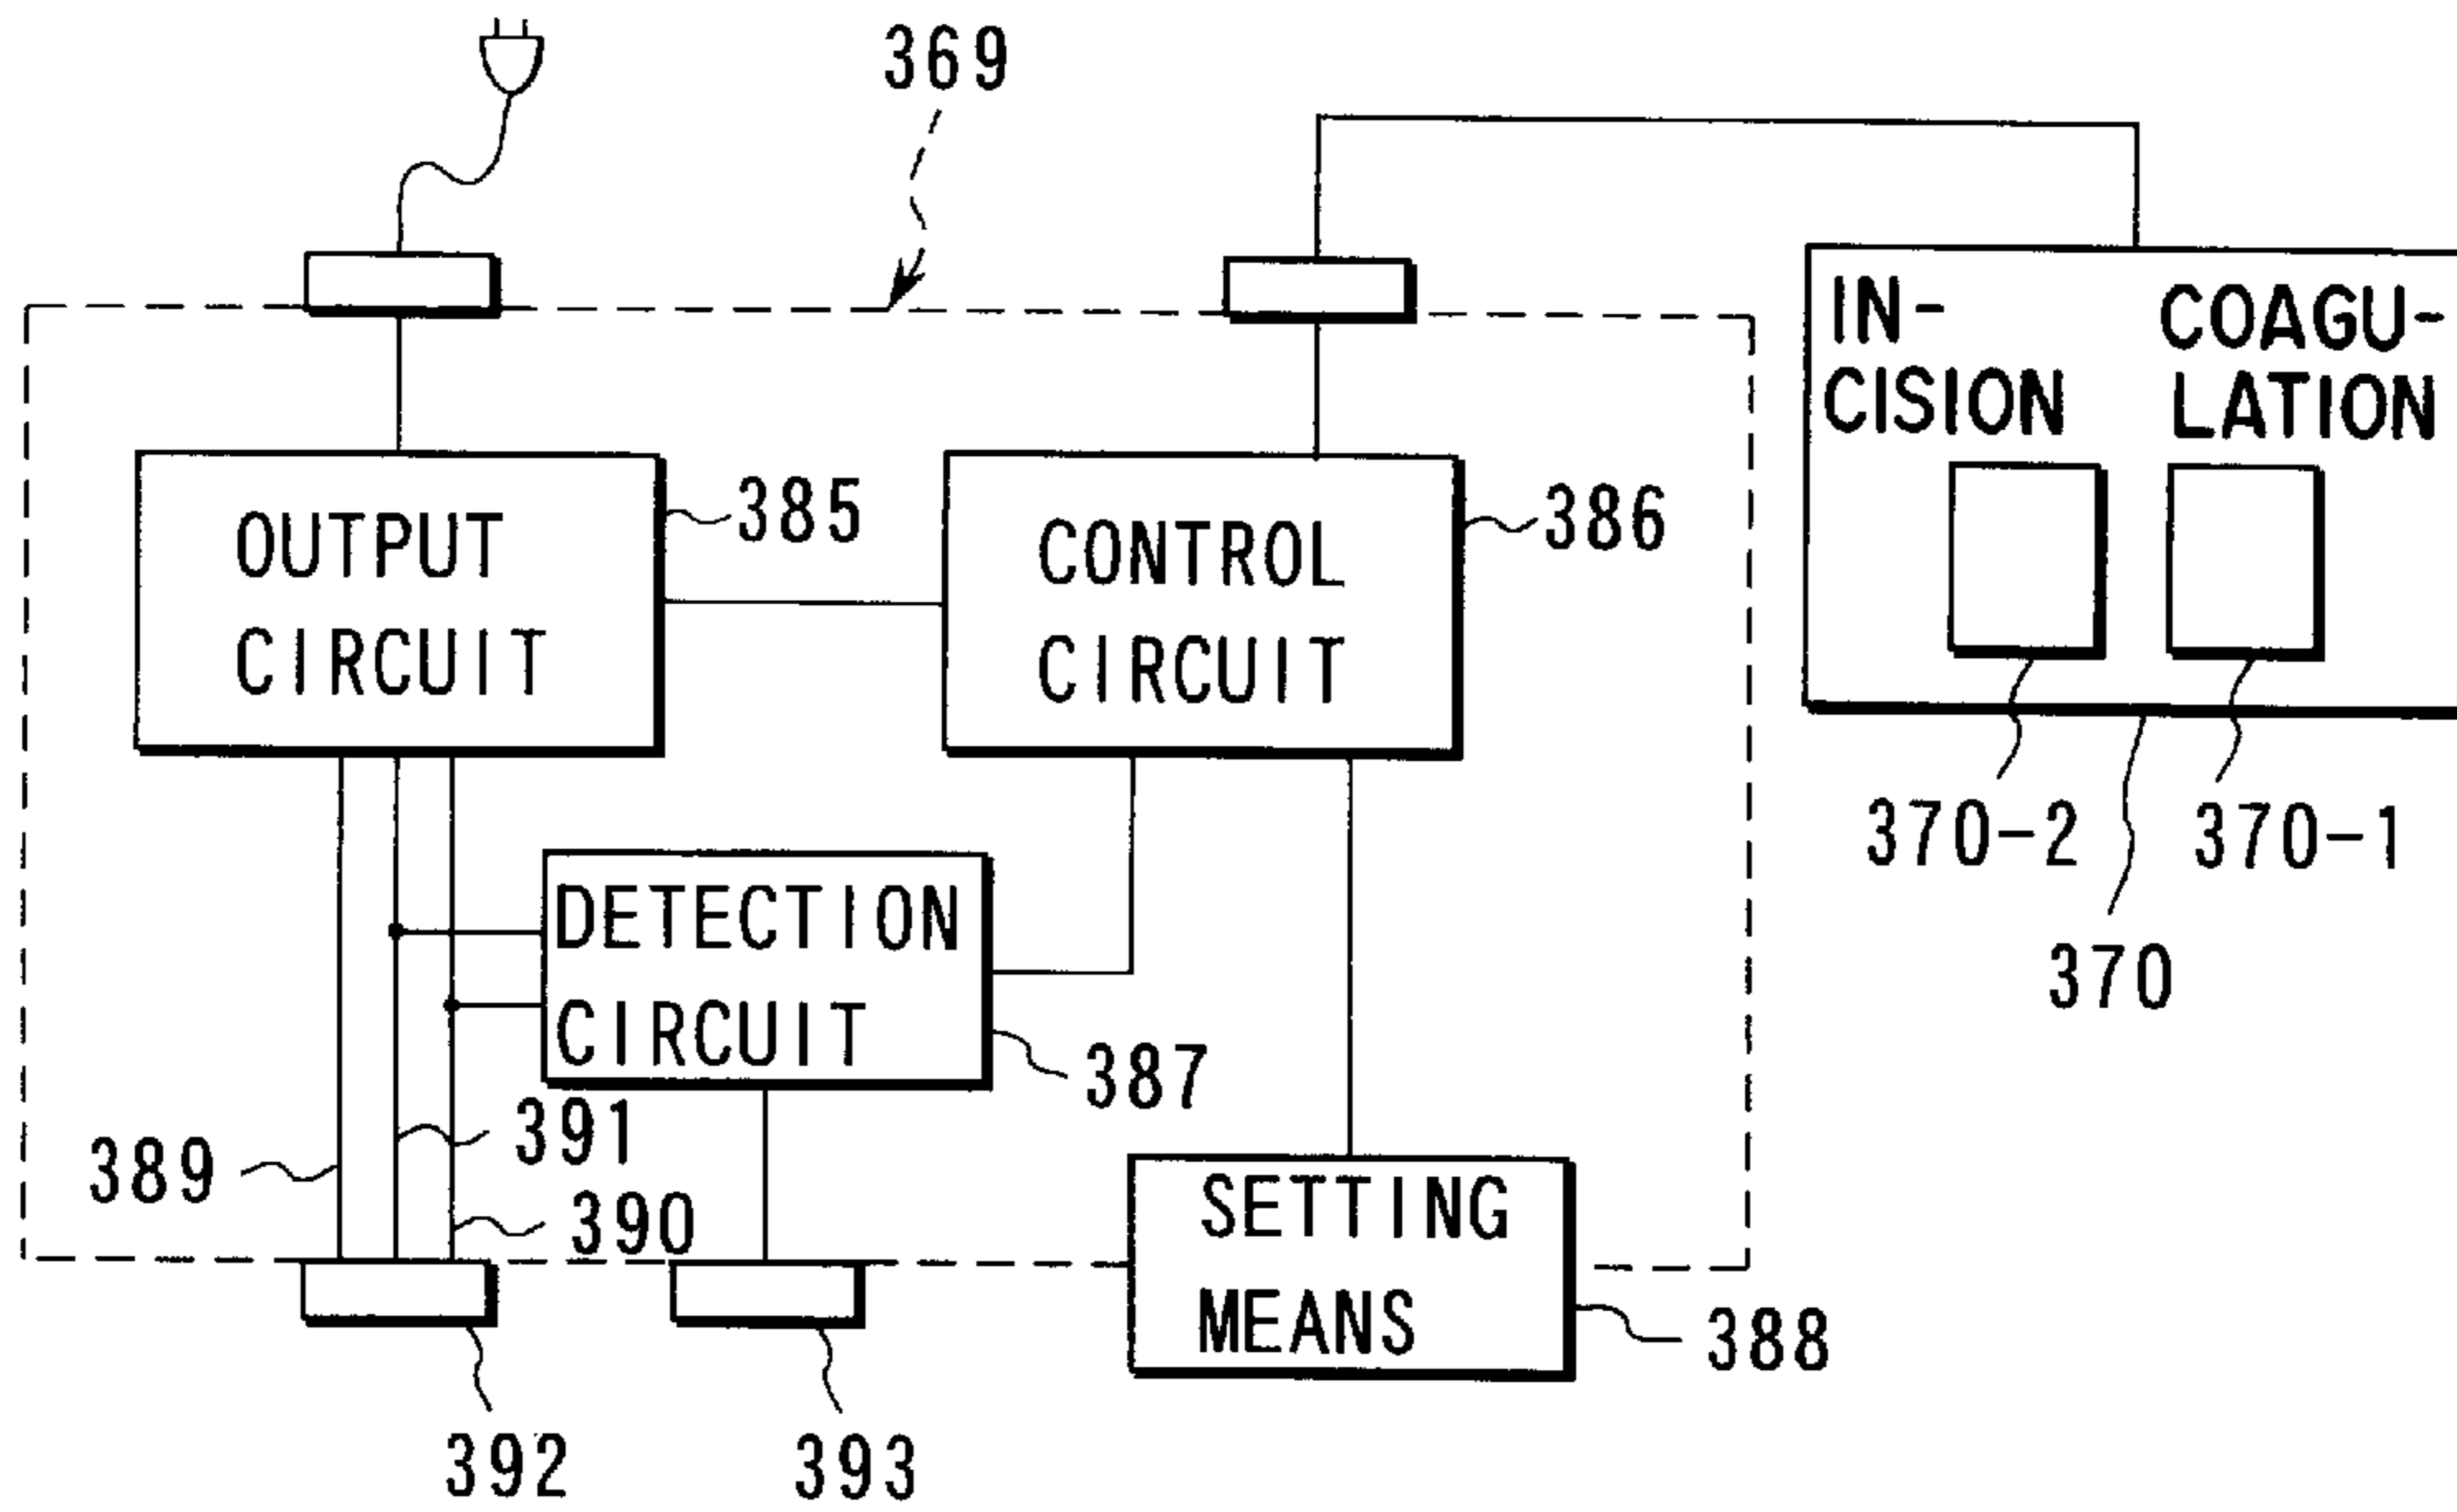 369
IN-
CISION
COAGU-
LATION
OUTPUT
CIRCUIT
385
CONTROL
CIRCUIT
386
370-2
370-1
370
DETECTION
CIRCUIT
387
391
389
390
SETTING
MEANS
388
392
393